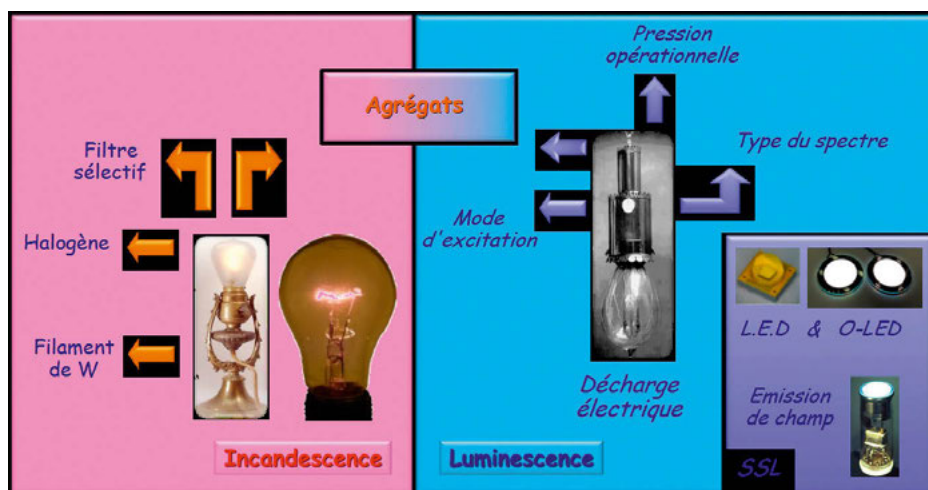 Agrégats
Filtre
sélectif
Halogène
Filament
de W
Incandescence
Pression
opérationnelle
Type du spectre
Mode
d'excitation
Décharge
électrique
Luminescence
L.E.D & O-LED
Emission
de champ
SSL